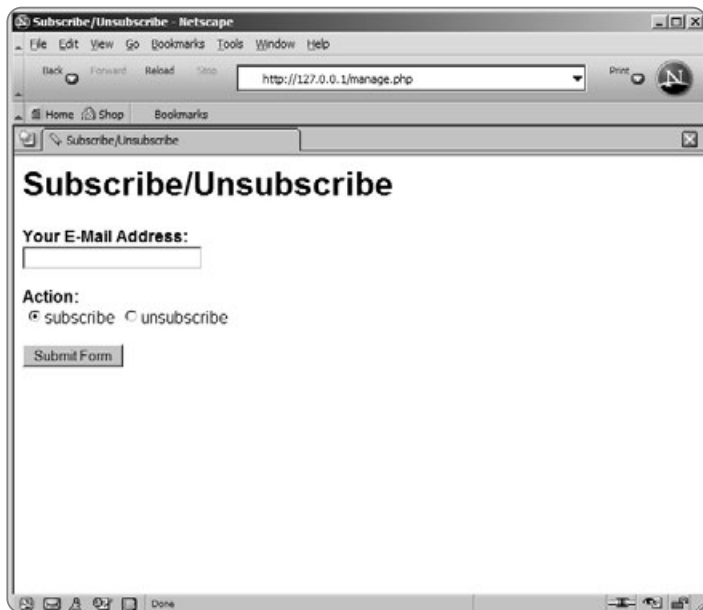 Subscribe/Unsubscribe - Netscape
File Edit View Go Bookmarks Tools Window Help
Back Forward Reload Stop http://127.0.0.1/manage.php Print N
Home Shop Bookmarks
Subscribe/Unsubscribe
Subscribe/Unsubscribe
Your E-Mail Address:
Action:
subscribe unsubscribe
Submit Form
Done